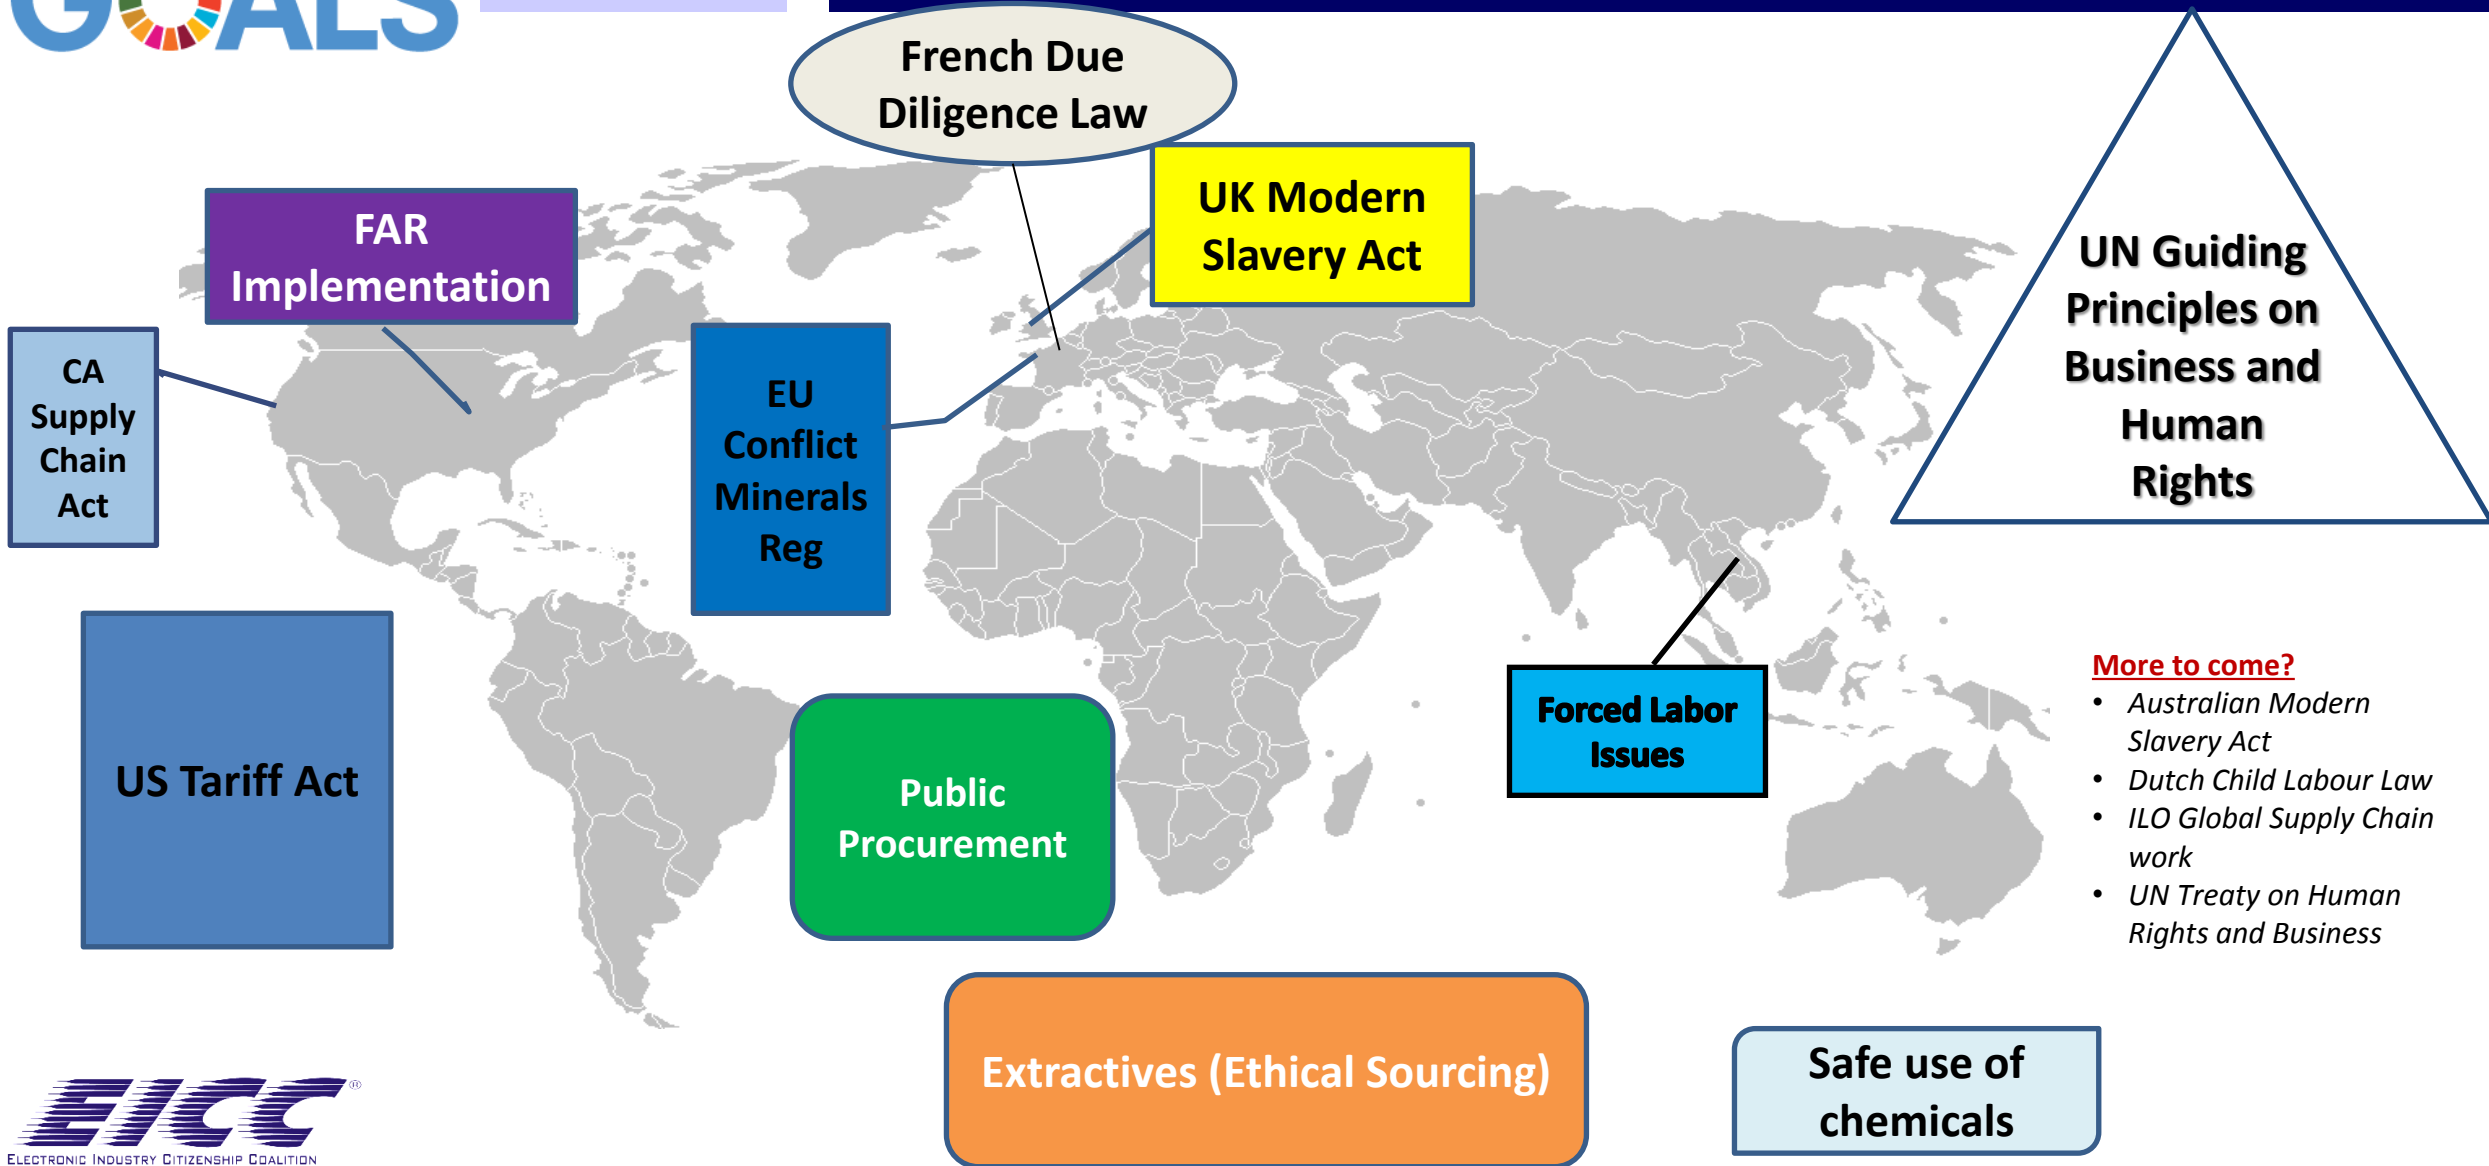 GOALS
French Due
Diligence Law
UK Modern
Slavery Act
FAR
Implementation
UN Guiding
Principles on
Business and
Human
Rights
CA
Supply
Chain
Act
EU
Conflict
Minerals
Reg
US Tariff Act
Public
Procurement
Forced Labor
Issues
More to come?
• Australian Modern
Slavery Act
• Dutch Child Labour Law
• ILO Global Supply Chain
work
• UN Treaty on Human
Rights and Business
Extractives (Ethical Sourcing)
Safe use of
chemicals
EICC®
ELECTRONIC INDUSTRY CITIZENSHIP COALITION